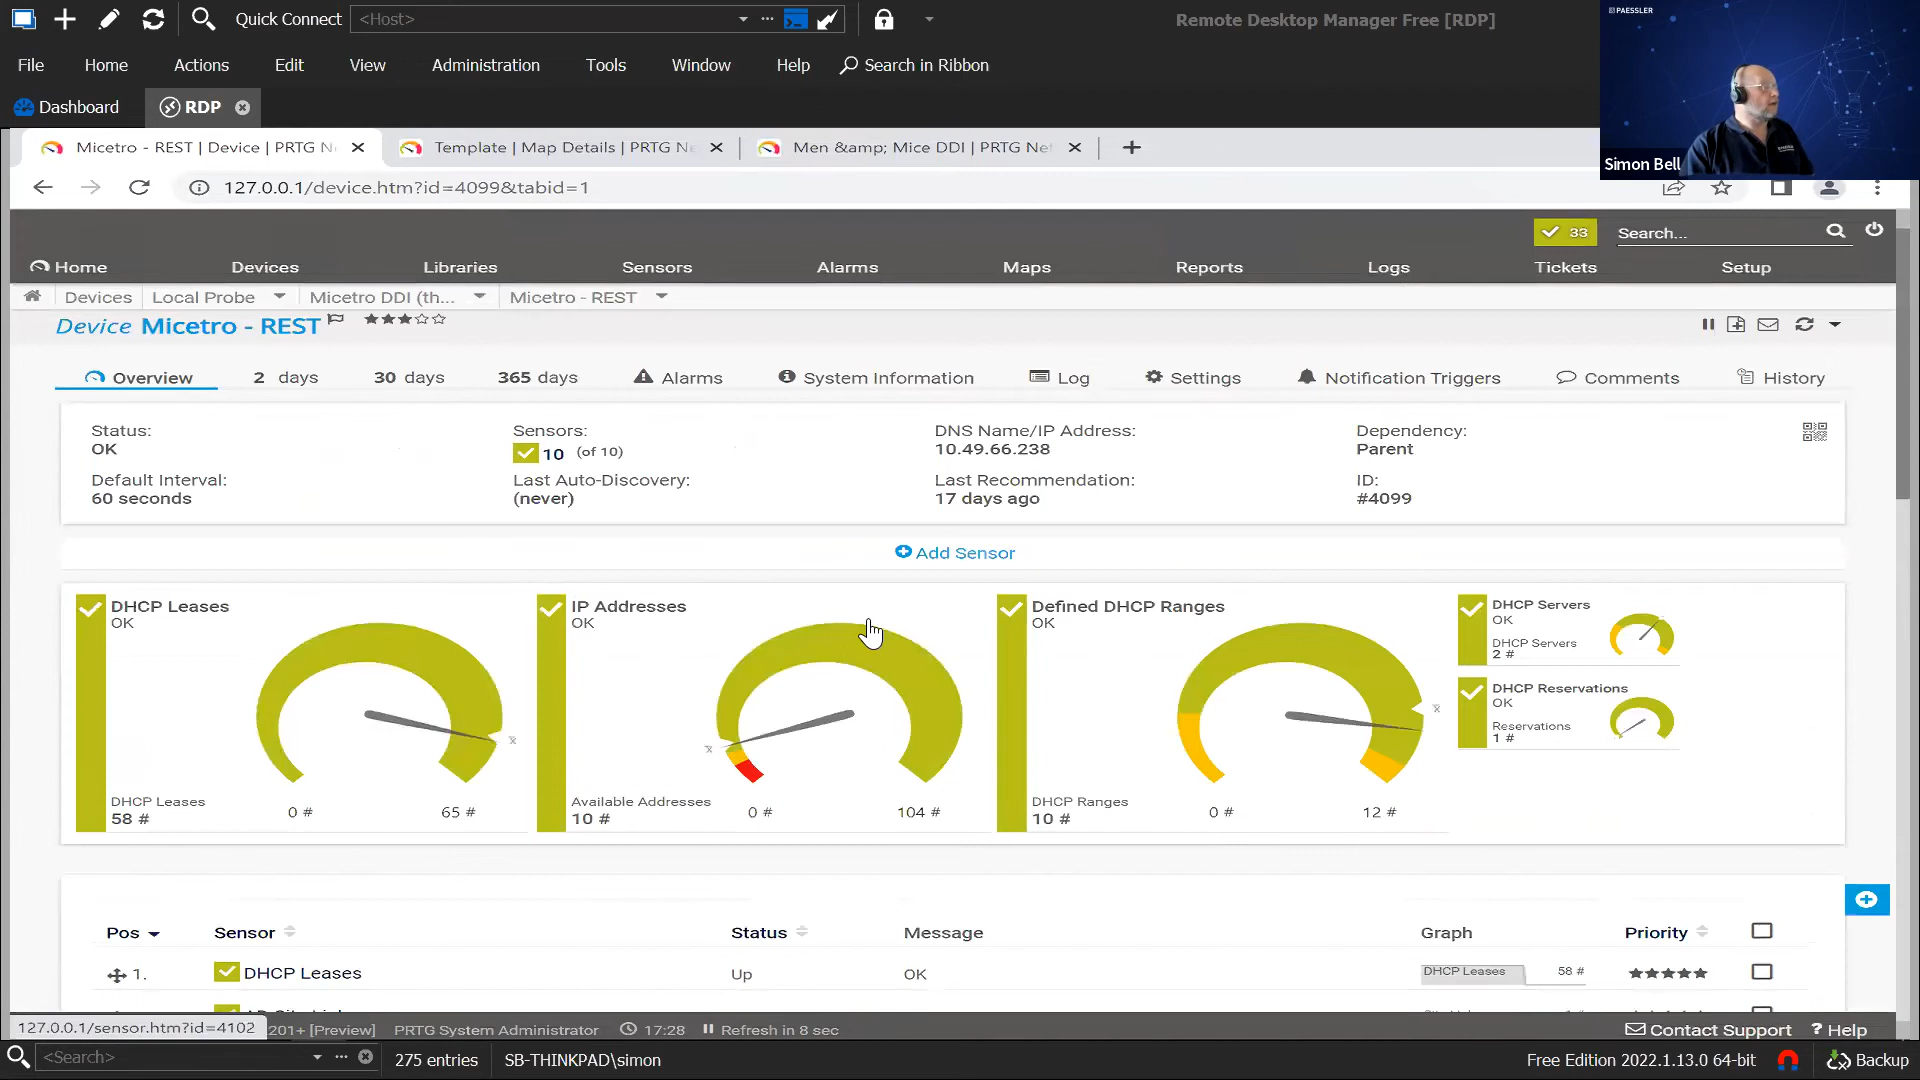 Quick Connect <Host> Remote Desktop Manager Free [RDP]
PAESSLER
File Home Actions Edit View Administration Tools Window Help Search in Ribbon
Dashboard RDP
Simon Bell
Micetro - REST | Device | PRTG N Template | Map Details | PRTG Ne Men &amp; Mice DDI | PRTG Ne
127.0.0.1/device.htm?id=4099&tabid=1
33 Search...
Home Devices Libraries Sensors Alarms Maps Reports Logs Tickets Setup
Devices Local Probe Micetro DDI (th... Micetro - REST
Device Micetro - REST
Overview 2 days 30 days 365 days Alarms System Information Log Settings Notification Triggers Comments History
Status: Sensors: DNS Name/IP Address: Dependency:
OK 10 (of 10) 10.49.66.238 Parent
Default Interval: Last Auto-Discovery: Last Recommendation: ID:
60 seconds (never) 17 days ago #4099
Add Sensor
DHCP Leases
OK
DHCP Leases
58 #
0 # 65 #
IP Addresses
OK
Available Addresses
10 #
0 # 104 #
Defined DHCP Ranges
OK
DHCP Ranges
10 #
0 # 12 #
DHCP Servers
OK
DHCP Servers
2 #
DHCP Reservations
OK
Reservations
1 #
Pos Sensor Status Message Graph Priority
1. DHCP Leases Up OK DHCP Leases 58 #
127.0.0.1/sensor.htm?id=4102 201+ [Preview] PRTG System Administrator 17:28 Refresh in 8 sec Contact Support ? Help
<Search> 275 entries SB-THINKPAD\simon Free Edition 2022.1.13.0 64-bit Backup